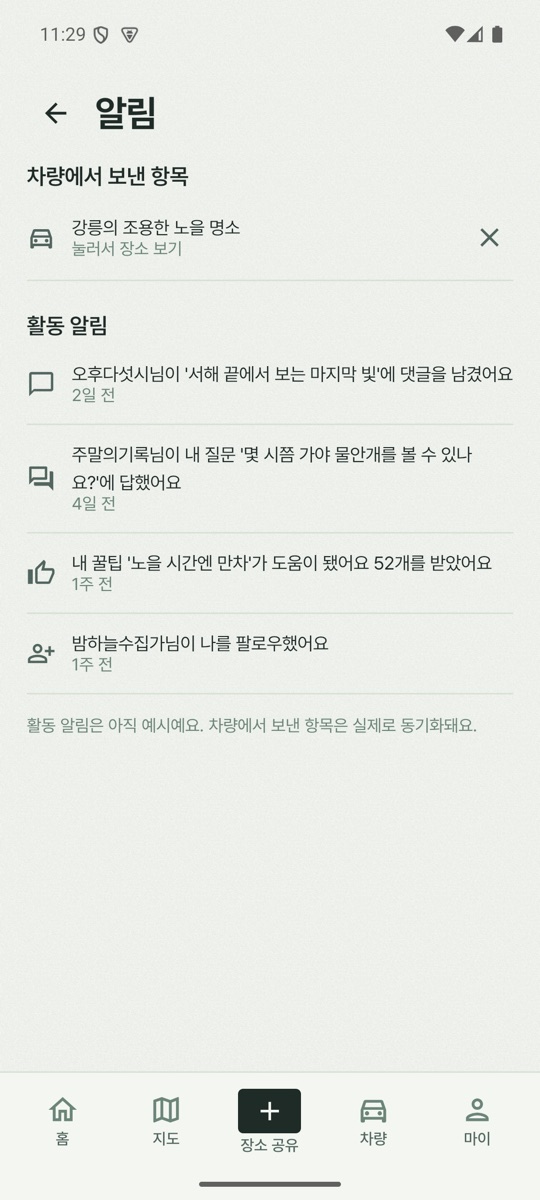 11:29
알림
차량에서 보낸 항목
강릉의 조용한 노을 명소
눌러서 장소 보기
활동 알림
오후다섯시님이 '서해 끝에서 보는 마지막 빛'에 댓글을 남겼어요
2일 전
주말의기록님이 내 질문 '몇 시쯤 가야 물안개를 볼 수 있나
요?'에 답했어요
4일 전
내 꿀팁 '노을 시간엔 만차'가 도움이 됐어요 52개를 받았어요
1주 전
밤하늘수집가님이 나를 팔로우했어요
1주 전
활동 알림은 아직 예시예요. 차량에서 보낸 항목은 실제로 동기화돼요.
홈
지도
장소 공유
차량
마이